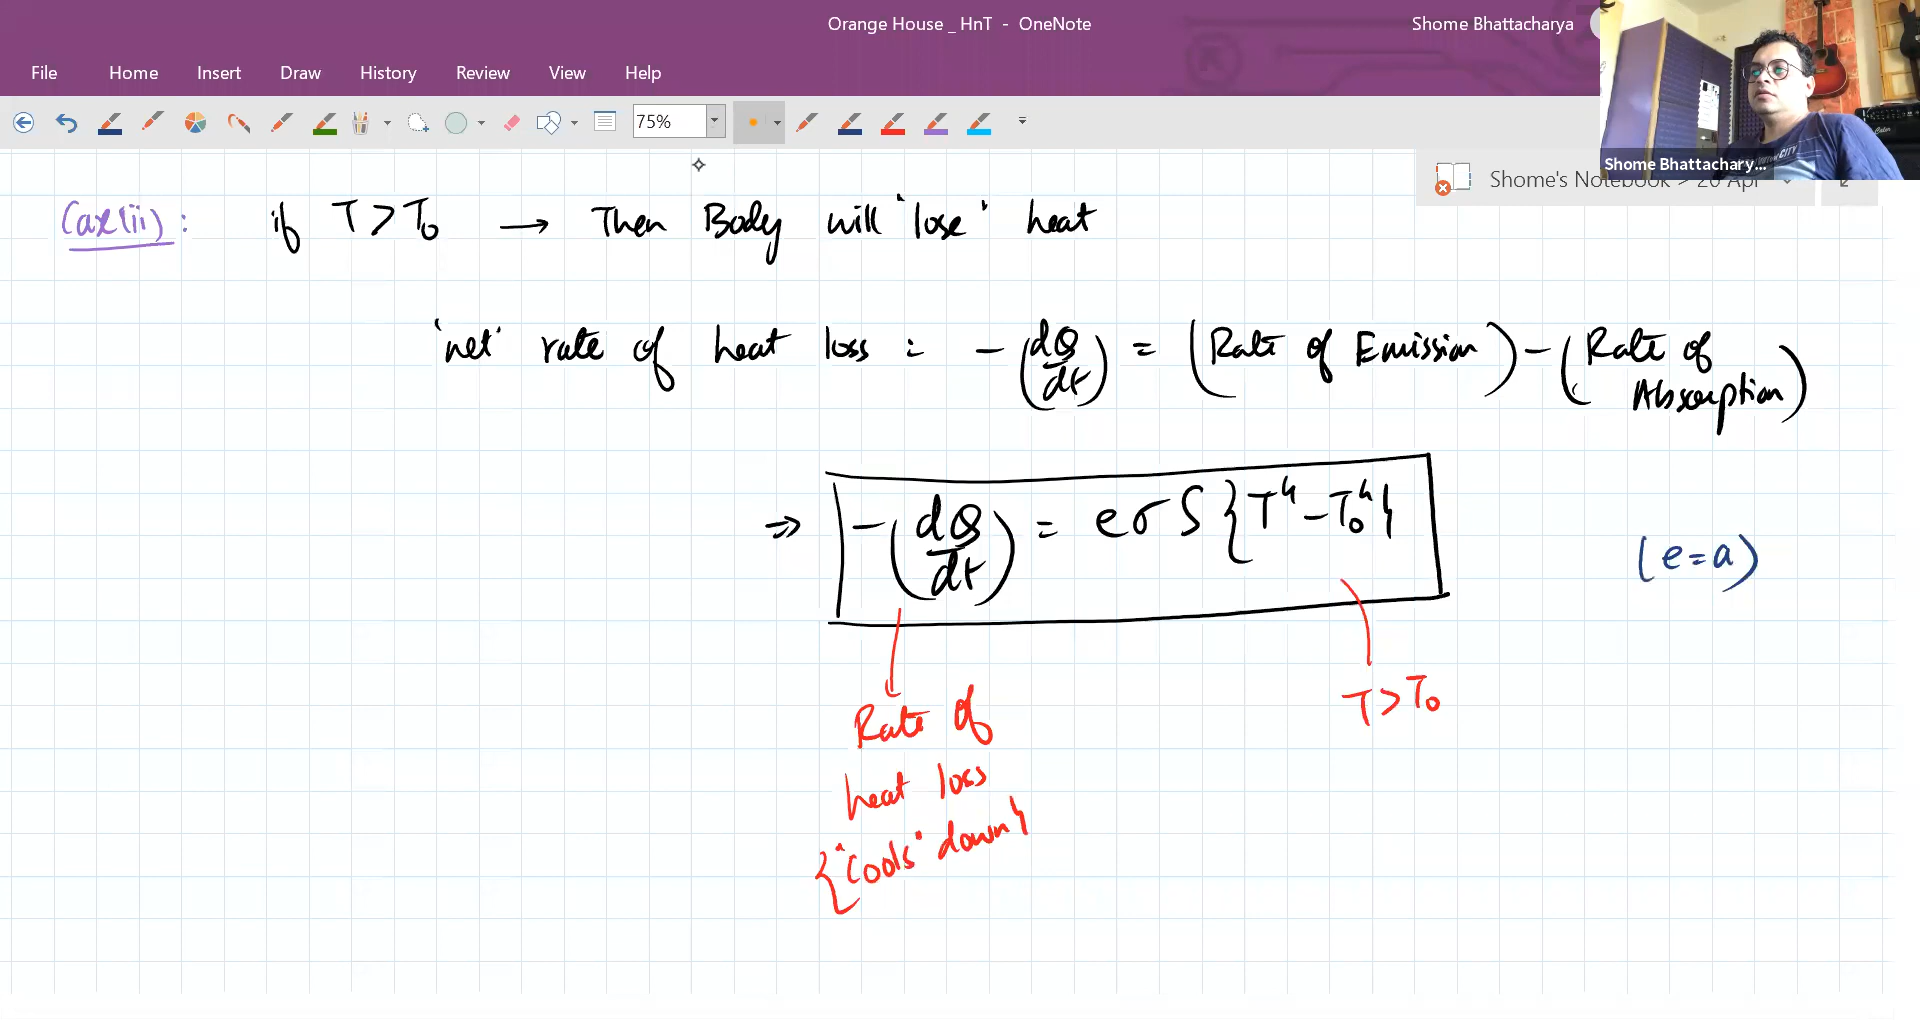 Orange House _ HnT - OneNote
Shome Bhattacharya
File Home Insert Draw History Review View Help
75%
Shome Bhattachary...
Shome's Notebook > 20 Apr
Case(ii) : if T > T₀ → Then Body will 'lose' heat
'net' rate of heat loss : -(dQ/dt) = (Rate of Emission) - (Rate of Absorption)
⇒ -(dQ/dt) = eσS{T⁴ - T₀⁴}
(e=a)
T > T₀
Rate of
heat loss
{"cools" down}